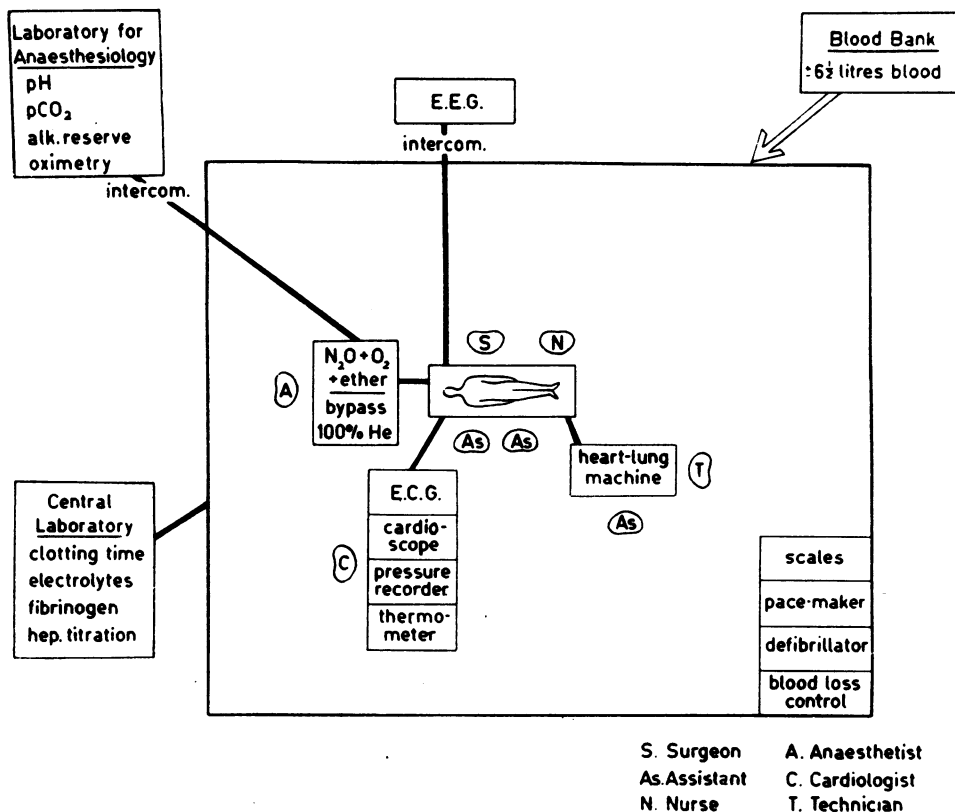 Laboratory for
Anaesthesiology
pH
pCO₂
alk. reserve
oximetry
intercom.
E.E.G.
intercom.
Blood Bank
±6½ litres blood
S
N
A
N₂O + O₂
+ether
bypass
100% He
As
As
heart-lung
machine
T
As
E.C.G.
cardio-
scope
pressure
recorder
thermo-
meter
C
Central
Laboratory
clotting time
electrolytes
fibrinogen
hep. titration
scales
pace-maker
defibrillator
blood loss
control
S. Surgeon
A. Anaesthetist
As. Assistant
C. Cardiologist
N. Nurse
T. Technician